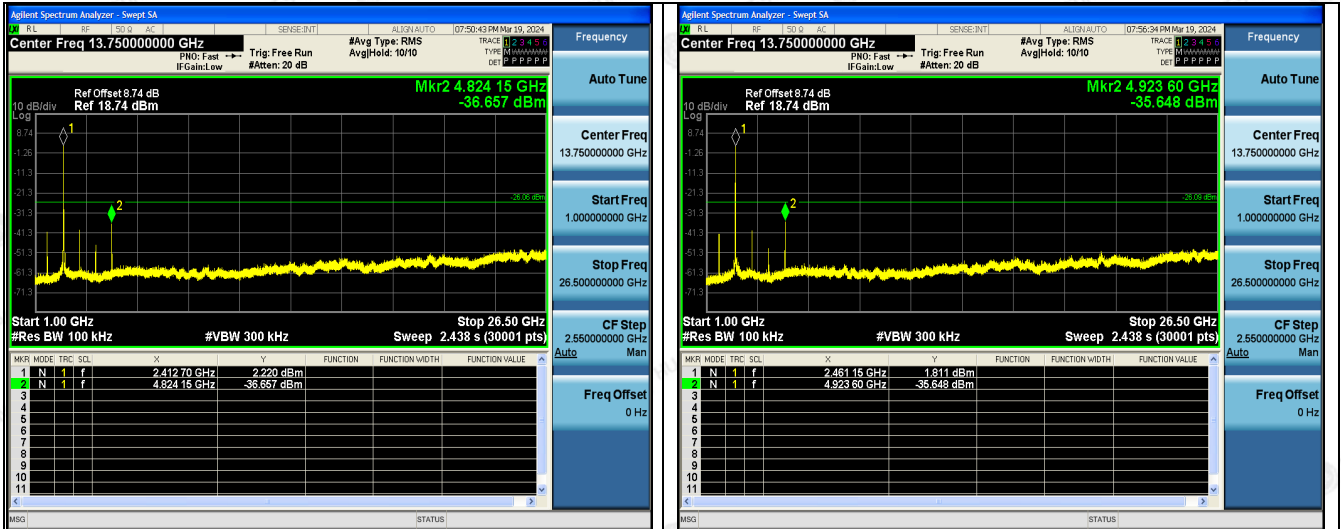 Agilent Spectrum Analyzer - Swept SA
RL RF 50 Ω AC SENSE:INT ALIGNAUTO 07:50:43 PM Mar 19, 2024
Center Freq 13.750000000 GHz
PNO: Fast
IFGain:Low
Trig: Free Run
#Atten: 20 dB
#Avg Type: RMS
Avg|Hold: 10/10
TRACE 1 2 3 4 5 6
TYPE M WWWWW
DET P P P P P P
Mkr2 4.824 15 GHz
-36.657 dBm
Ref Offset 8.74 dB
10 dB/div Ref 18.74 dBm
Log
8.74
-1.26
-11.3
-21.3
-31.3
-41.3
-51.3
-61.3
-71.3
1
2
-26.06 dBm
Start 1.00 GHz Stop 26.50 GHz
#Res BW 100 kHz #VBW 300 kHz Sweep 2.438 s (30001 pts)
MKR MODE TRC SCL X Y FUNCTION FUNCTION WIDTH FUNCTION VALUE
1 N 1 f 2.412 70 GHz 2.220 dBm
2 N 1 f 4.824 15 GHz -36.657 dBm
3
4
5
6
7
8
9
10
11
MSG STATUS
Frequency
Auto Tune
Center Freq
13.750000000 GHz
Start Freq
1.000000000 GHz
Stop Freq
26.500000000 GHz
CF Step
2.550000000 GHz
Auto Man
Freq Offset
0 Hz
Agilent Spectrum Analyzer - Swept SA
RL RF 50 Ω AC SENSE:INT ALIGNAUTO 07:56:34 PM Mar 19, 2024
Center Freq 13.750000000 GHz
PNO: Fast
IFGain:Low
Trig: Free Run
#Atten: 20 dB
#Avg Type: RMS
Avg|Hold: 10/10
TRACE 1 2 3 4 5 6
TYPE M WWWWW
DET P P P P P P
Mkr2 4.923 60 GHz
-35.648 dBm
Ref Offset 8.74 dB
10 dB/div Ref 18.74 dBm
Log
8.74
-1.26
-11.3
-21.3
-31.3
-41.3
-51.3
-61.3
-71.3
1
2
-26.09 dBm
Start 1.00 GHz Stop 26.50 GHz
#Res BW 100 kHz #VBW 300 kHz Sweep 2.438 s (30001 pts)
MKR MODE TRC SCL X Y FUNCTION FUNCTION WIDTH FUNCTION VALUE
1 N 1 f 2.461 15 GHz 1.811 dBm
2 N 1 f 4.923 60 GHz -35.648 dBm
3
4
5
6
7
8
9
10
11
MSG STATUS
Frequency
Auto Tune
Center Freq
13.750000000 GHz
Start Freq
1.000000000 GHz
Stop Freq
26.500000000 GHz
CF Step
2.550000000 GHz
Auto Man
Freq Offset
0 Hz